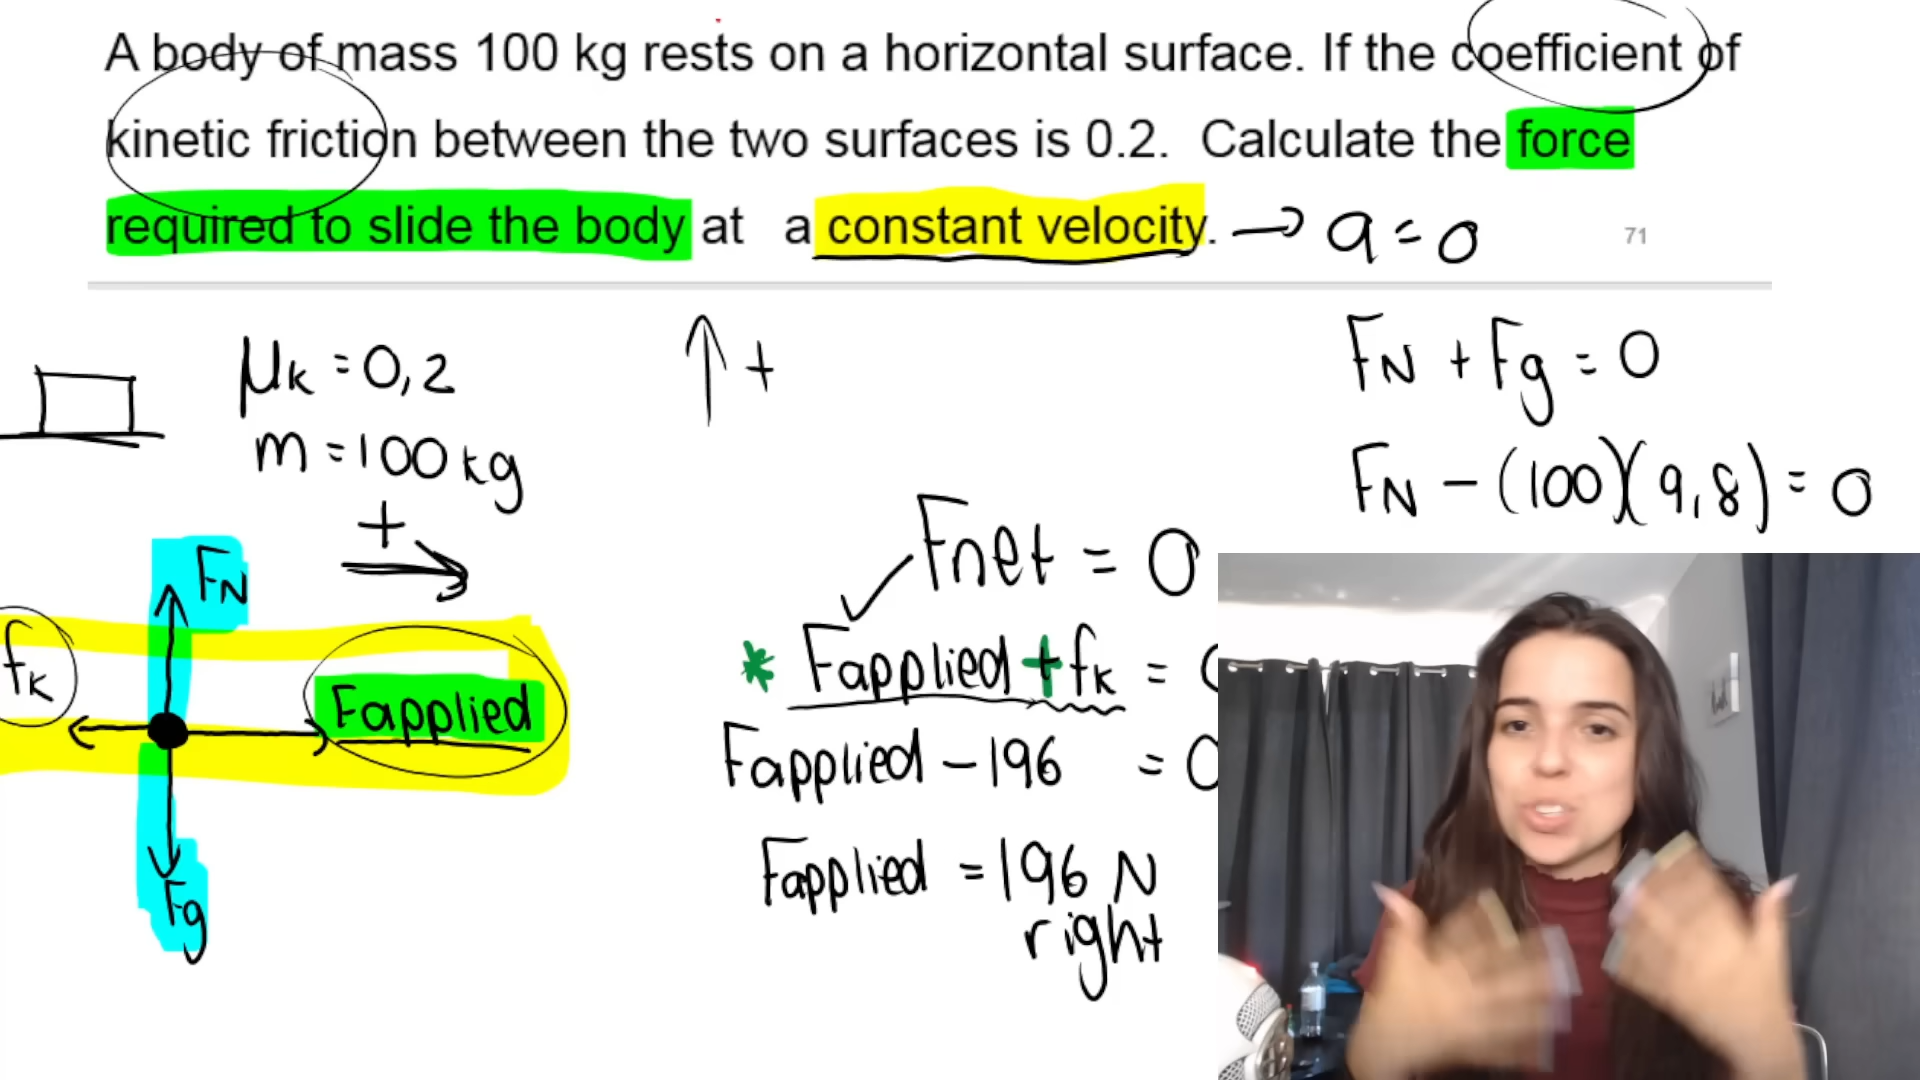 A body of mass 100 kg rests on a horizontal surface. If the coefficient of
kinetic friction between the two surfaces is 0.2. Calculate the force
required to slide the body at a constant velocity. → a = 0
71
μk = 0,2
m = 100 kg
+
↑ +
FN
fk
Fapplied
Fg
Fnet = 0
* Fapplied + fk = 0
Fapplied - 196 = 0
Fapplied = 196 N
right
FN + Fg = 0
FN - (100)(9,8) = 0